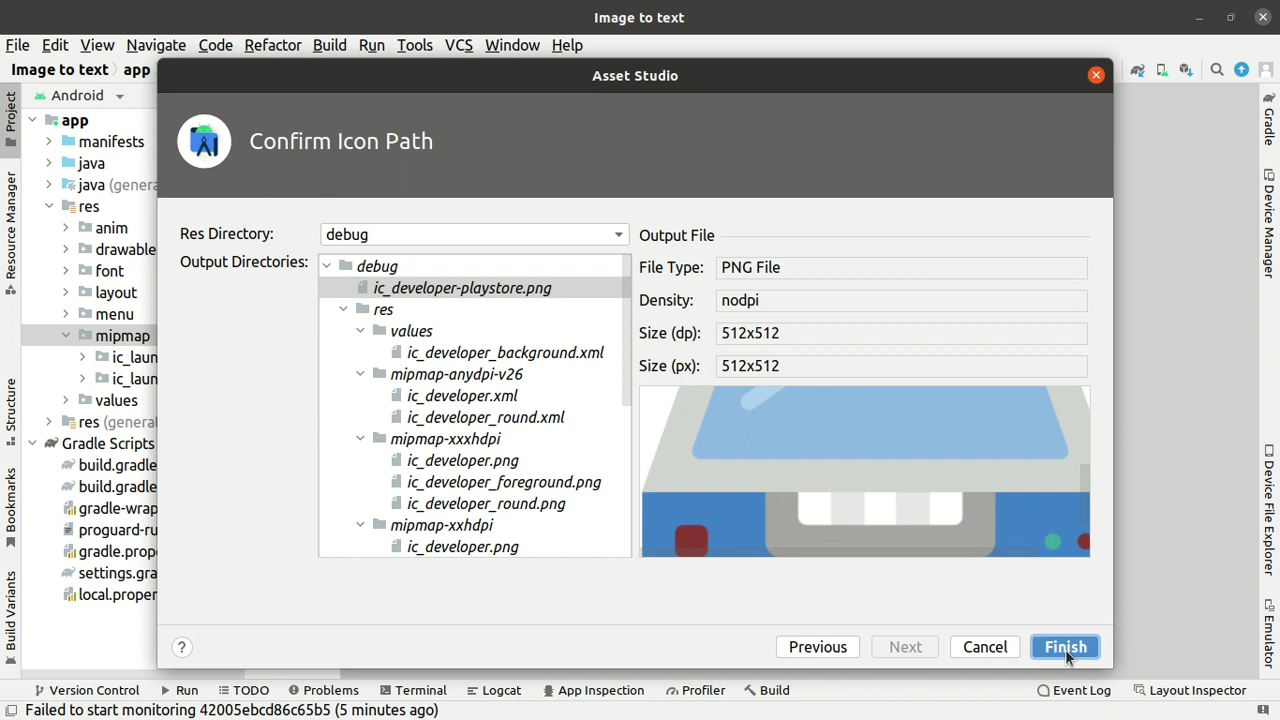 Image to text
File Edit View Navigate Code Refactor Build Run Tools VCS Window Help
Image to text app
Asset Studio
Project
Resource Manager
Structure
Bookmarks
Build Variants
Android
app
manifests
java
java (genera
res
anim
drawable
font
layout
menu
mipmap
ic_laun
ic_laun
values
res (generat
Gradle Scripts
build.gradle
build.gradle
gradle-wrap
proguard-ru
gradle.prope
settings.gra
local.proper
Confirm Icon Path
Res Directory: debug
Output Directories:
debug
ic_developer-playstore.png
res
values
ic_developer_background.xml
mipmap-anydpi-v26
ic_developer.xml
ic_developer_round.xml
mipmap-xxxhdpi
ic_developer.png
ic_developer_foreground.png
ic_developer_round.png
mipmap-xxhdpi
ic_developer.png
Output File
File Type: PNG File
Density: nodpi
Size (dp): 512x512
Size (px): 512x512
? Previous Next Cancel Finish
Gradle
Device Manager
Device File Explorer
Emulator
Version Control Run TODO Problems Terminal Logcat App Inspection Profiler Build Event Log Layout Inspector
Failed to start monitoring 42005ebcd86c65b5 (5 minutes ago)